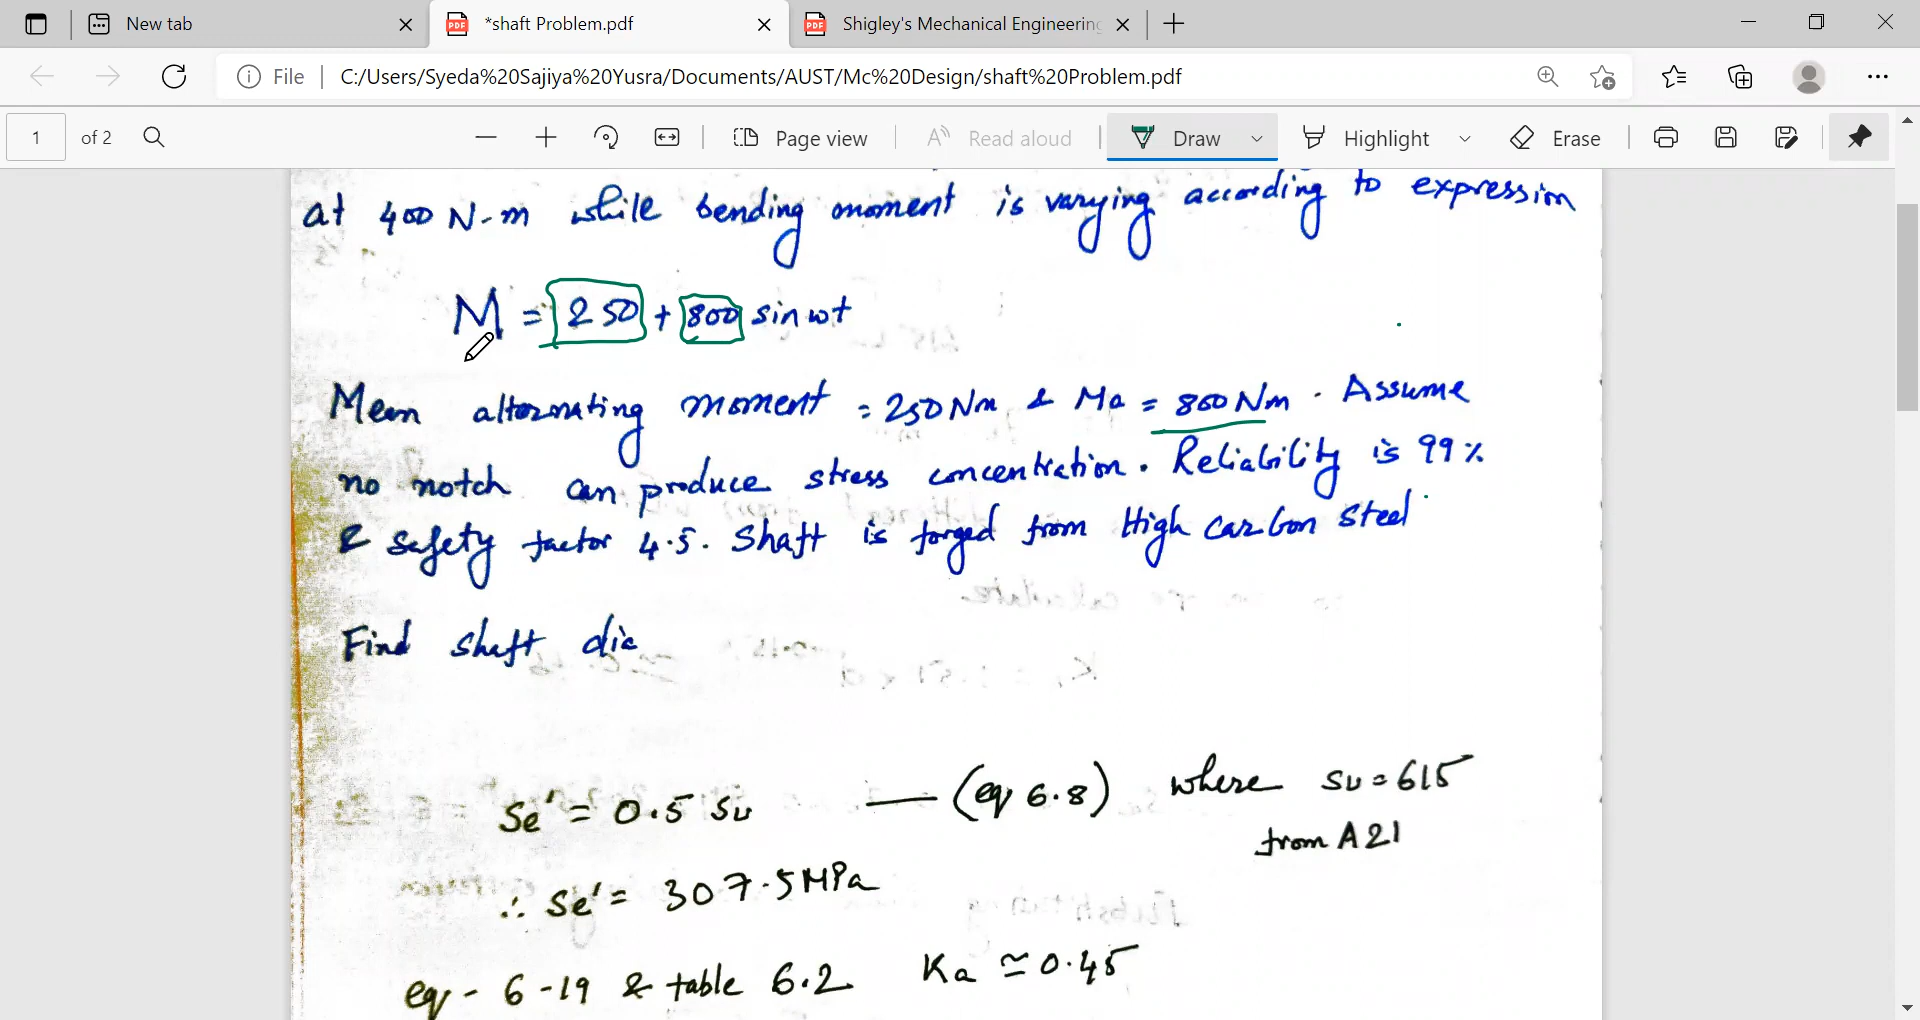 New tab
*shaft Problem.pdf
Shigley's Mechanical Engineering
File
C:/Users/Syeda%20Sajiya%20Yusra/Documents/AUST/Mc%20Design/shaft%20Problem.pdf
1 of 2
Page view
Read aloud
Draw
Highlight
Erase
at 400 N-m while bending moment is varying according to expression
M = 250 + 800 sin wt
Mean alternating moment = 250 Nm & Ma = 800 Nm. Assume
no notch can produce stress concentration. Reliability is 99%
& safety factor 4.5. Shaft is forged from High carbon steel
Find shaft dia
Se' = 0.5 Su — (eq 6.8) where Su = 615
from A21
∴ Se' = 307.5 MPa
eq - 6-19 & table 6.2 Ka ≃ 0.45